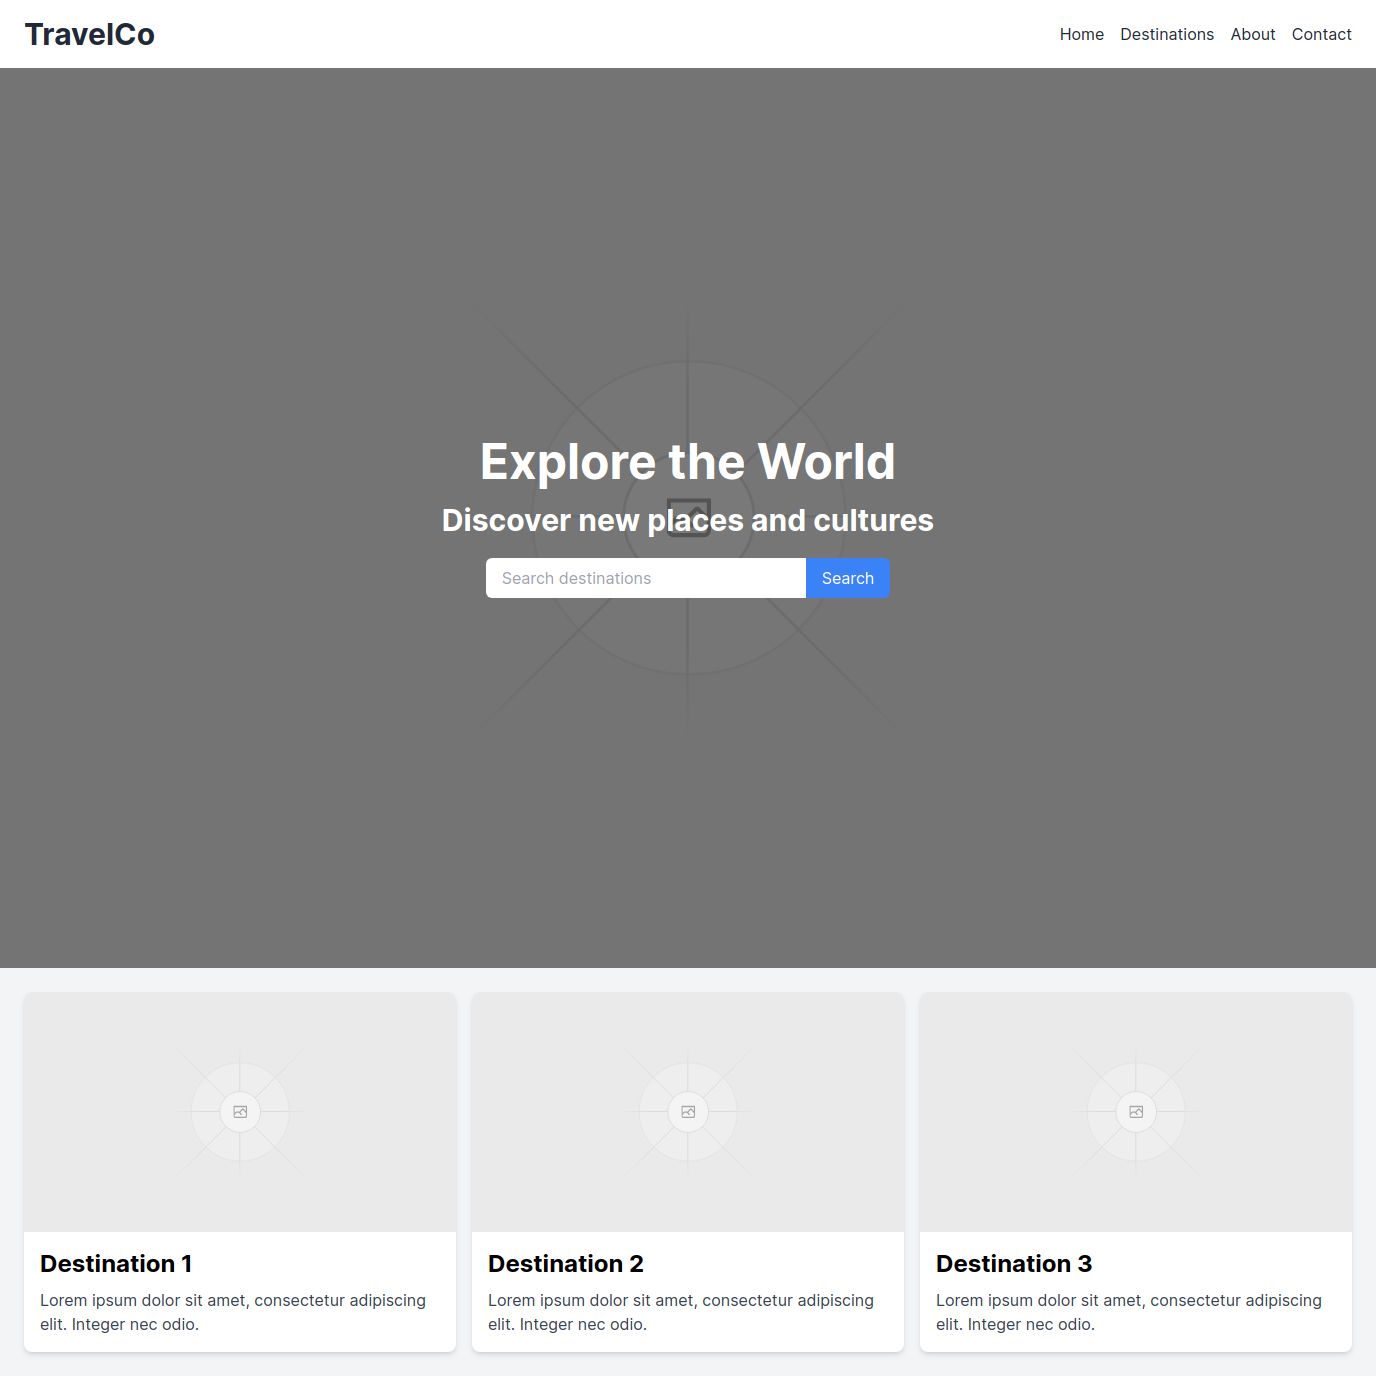 TravelCo
Home Destinations About Contact
Explore the World
Discover new places and cultures
Search destinations Search
Destination 1
Lorem ipsum dolor sit amet, consectetur adipiscing
elit. Integer nec odio.
Destination 2
Lorem ipsum dolor sit amet, consectetur adipiscing
elit. Integer nec odio.
Destination 3
Lorem ipsum dolor sit amet, consectetur adipiscing
elit. Integer nec odio.